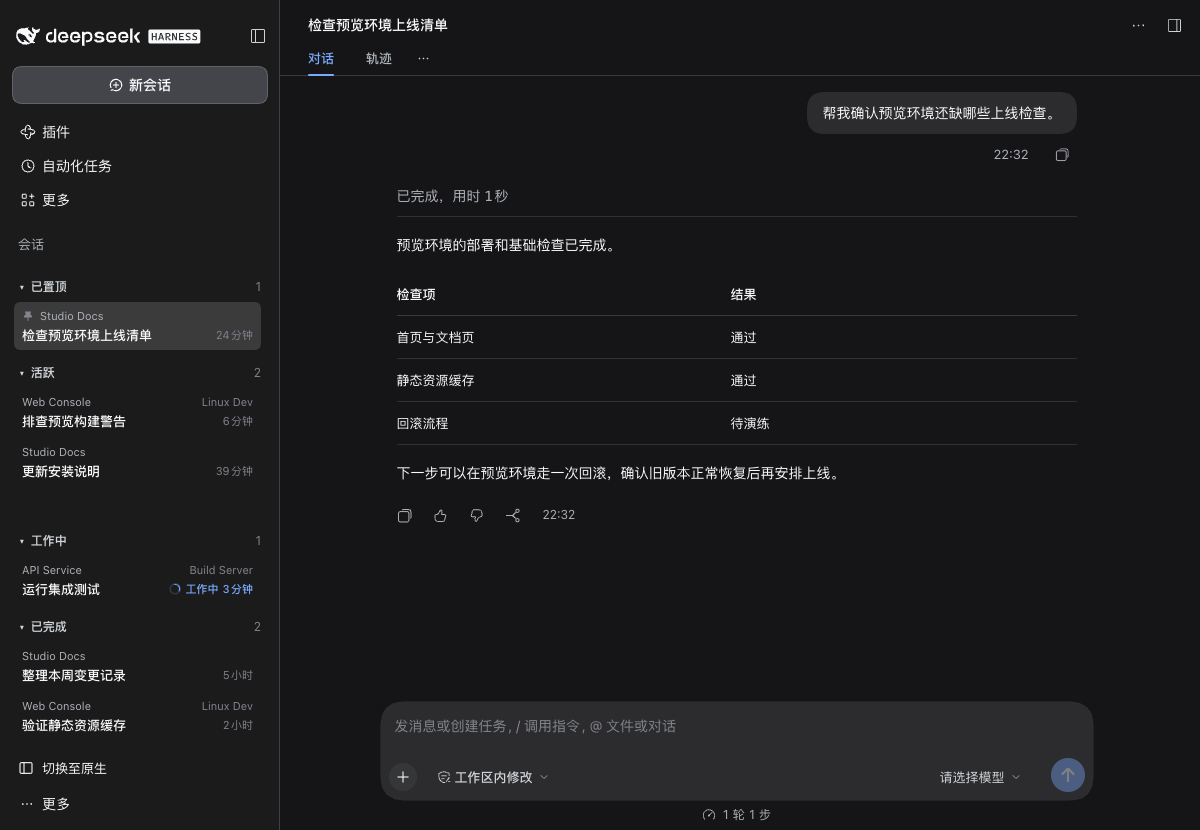 deepseek HARNESS
新会话
插件
自动化任务
更多
会话
已置顶 1
Studio Docs
检查预览环境上线清单 24分钟
活跃 2
Web Console Linux Dev
排查预览构建警告 6分钟
Studio Docs
更新安装说明 39分钟
工作中 1
API Service Build Server
运行集成测试 工作中 3分钟
已完成 2
Studio Docs
整理本周变更记录 5小时
Web Console Linux Dev
验证静态资源缓存 2小时
切换至原生
更多
检查预览环境上线清单
对话 轨迹
帮我确认预览环境还缺哪些上线检查。
22:32
已完成，用时 1秒
预览环境的部署和基础检查已完成。
检查项 结果
首页与文档页 通过
静态资源缓存 通过
回滚流程 待演练
下一步可以在预览环境走一次回滚，确认旧版本正常恢复后再安排上线。
22:32
发消息或创建任务, / 调用指令, @ 文件或对话
工作区内修改 请选择模型
1 轮 1 步